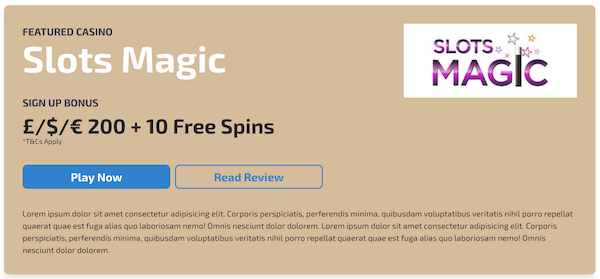 FEATURED CASINO
Slots Magic
SLOTS
MAGIC
SIGN UP BONUS
£/$/€ 200 + 10 Free Spins
*T&Cs Apply
Play Now
Read Review
Lorem ipsum dolor sit amet consectetur adipisicing elit. Corporis perspiciatis, perferendis minima, quibusdam voluptatibus veritatis nihil porro repellat
quaerat quae est fuga alias quo laboriosam nemo! Omnis nesciunt dolor dolorem. Lorem ipsum dolor sit amet consectetur adipisicing elit. Corporis
perspiciatis, perferendis minima, quibusdam voluptatibus veritatis nihil porro repellat quaerat quae est fuga alias quo laboriosam nemo! Omnis
nesciunt dolor dolorem.